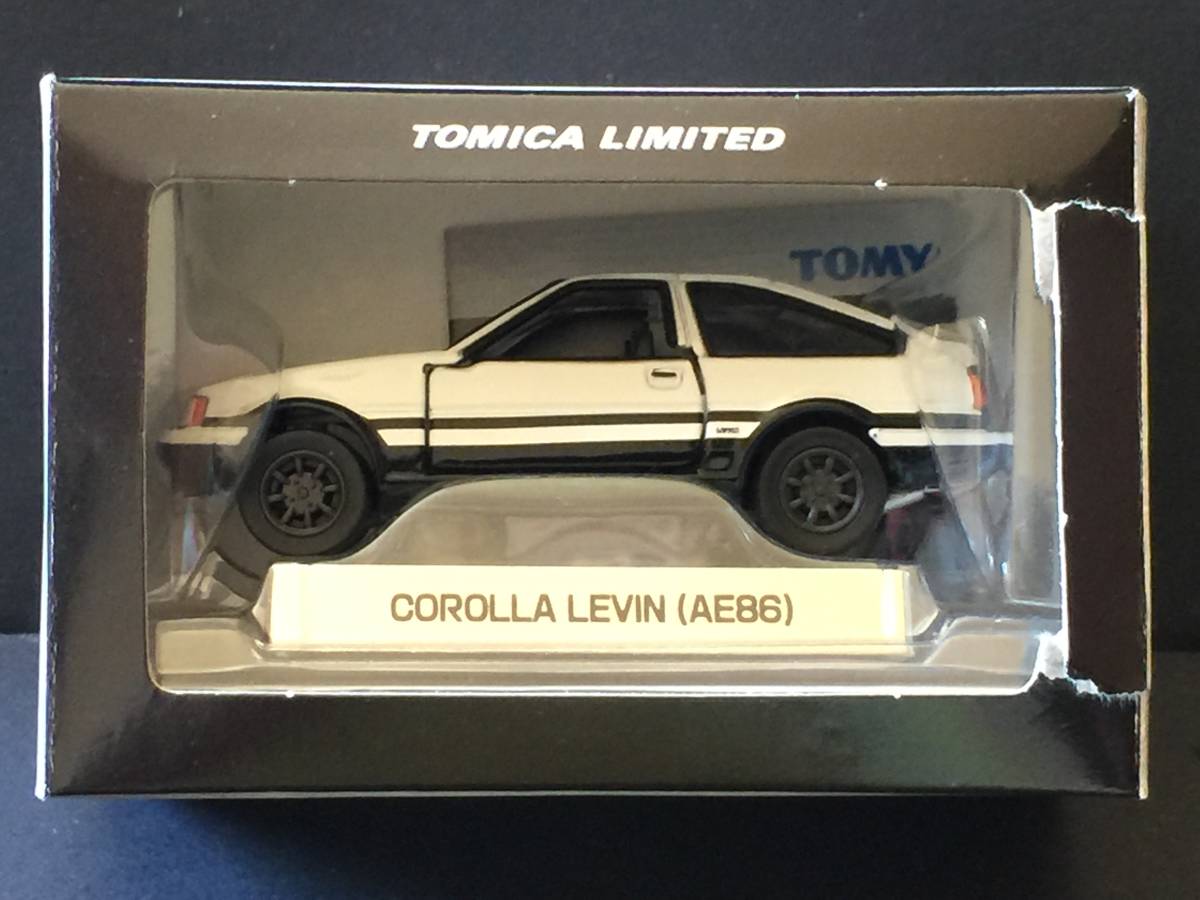 TOMICA LIMITED
TOMY
COROLLA LEVIN (AE86)